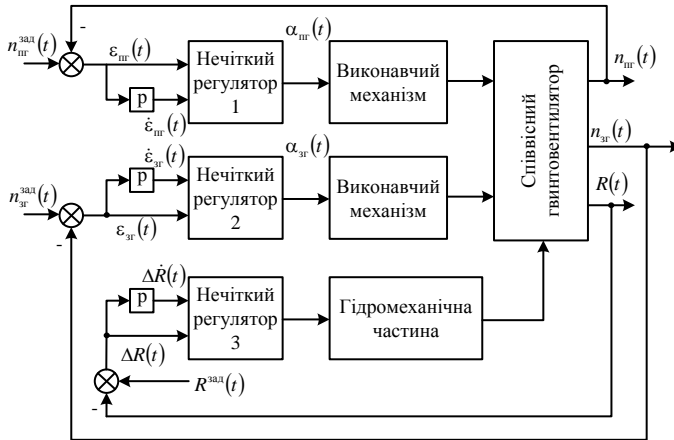 -
n_пг^зад(t)
ε_пг(t)
p
ε̇_пг(t)
Нечіткий
регулятор
1
α_пг(t)
Виконавчий
механізм
Співвісний
гвинтовентилятор
n_пг(t)
n_зг(t)
R(t)
n_зг^зад(t)
-
ε̇_зг(t)
p
ε_зг(t)
Нечіткий
регулятор
2
α_зг(t)
Виконавчий
механізм
ΔṘ(t)
p
ΔR(t)
Нечіткий
регулятор
3
Гідромеханічна
частина
R^зад(t)
-